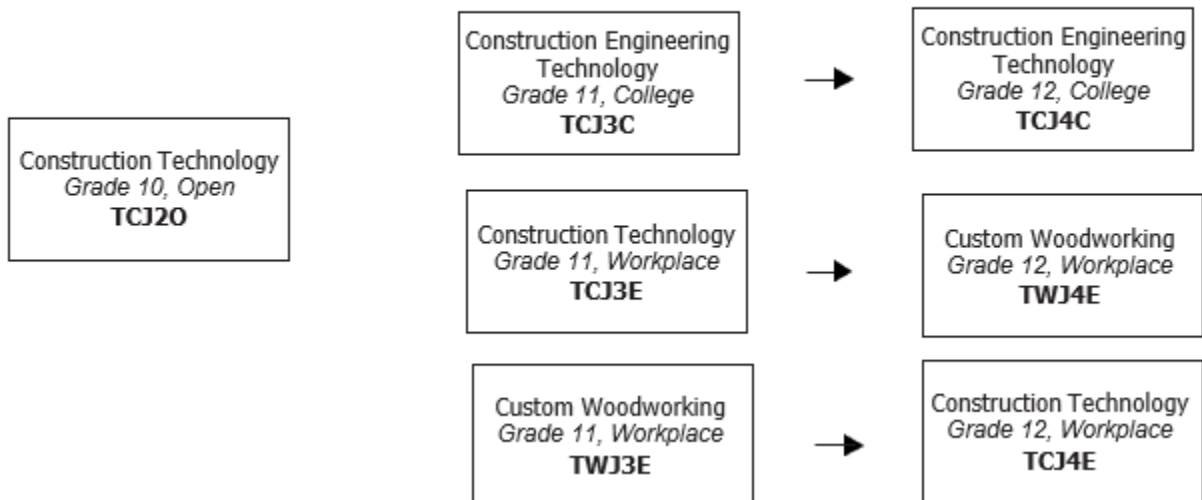 Construction Technology
Grade 10, Open
TCJ2O
Construction Engineering
Technology
Grade 11, College
TCJ3C
Construction Engineering
Technology
Grade 12, College
TCJ4C
Construction Technology
Grade 11, Workplace
TCJ3E
Custom Woodworking
Grade 12, Workplace
TWJ4E
Custom Woodworking
Grade 11, Workplace
TWJ3E
Construction Technology
Grade 12, Workplace
TCJ4E